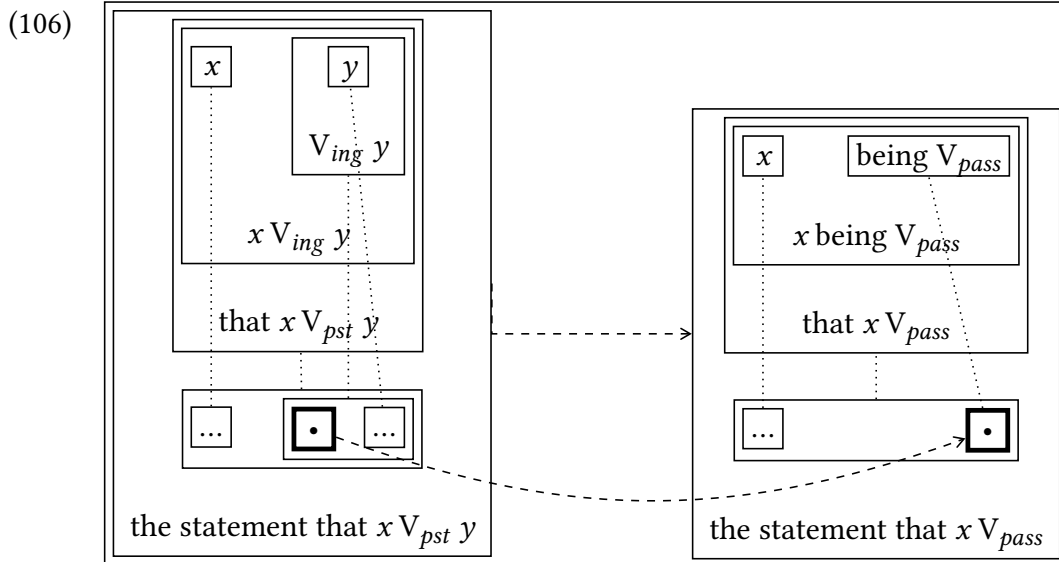 (106)
x
y
V_ing y
x V_ing y
that x V_pst y
...
•
...
the statement that x V_pst y
x
being V_pass
x being V_pass
that x V_pass
...
•
the statement that x V_pass